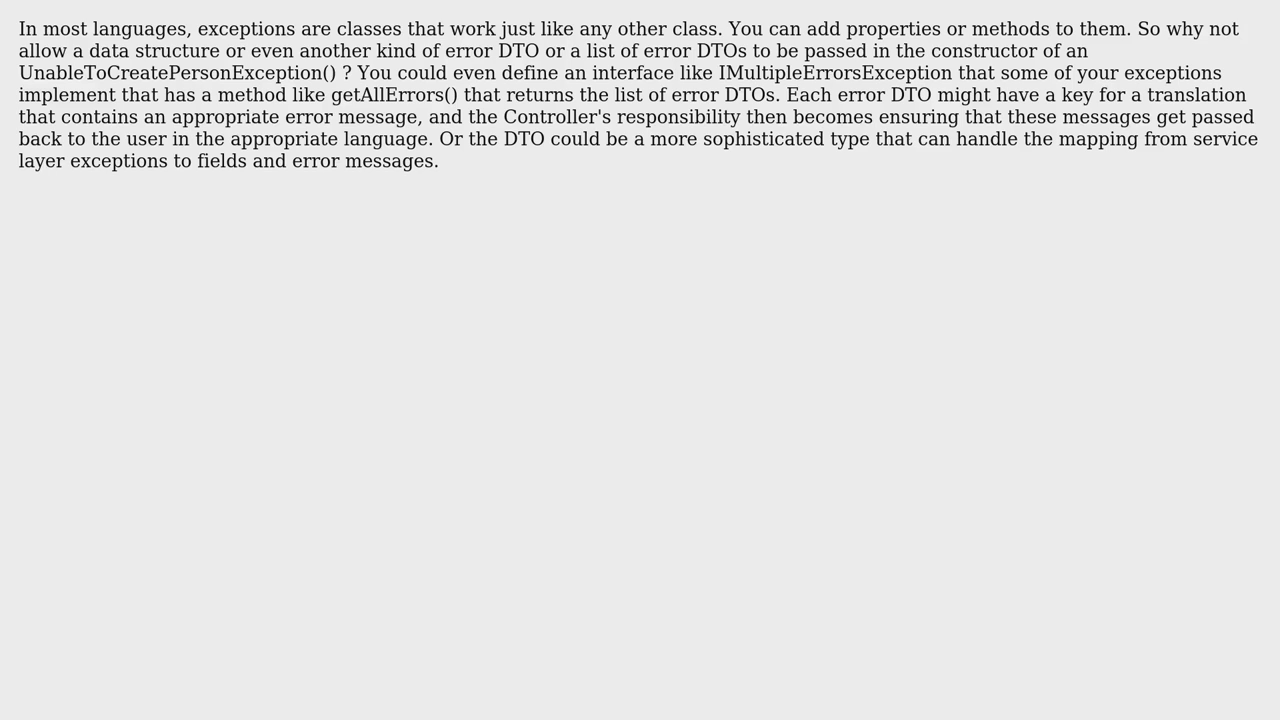 In most languages, exceptions are classes that work just like any other class. You can add properties or methods to them. So why not
allow a data structure or even another kind of error DTO or a list of error DTOs to be passed in the constructor of an
UnableToCreatePersonException() ? You could even define an interface like IMultipleErrorsException that some of your exceptions
implement that has a method like getAllErrors() that returns the list of error DTOs. Each error DTO might have a key for a translation
that contains an appropriate error message, and the Controller's responsibility then becomes ensuring that these messages get passed
back to the user in the appropriate language. Or the DTO could be a more sophisticated type that can handle the mapping from service
layer exceptions to fields and error messages.